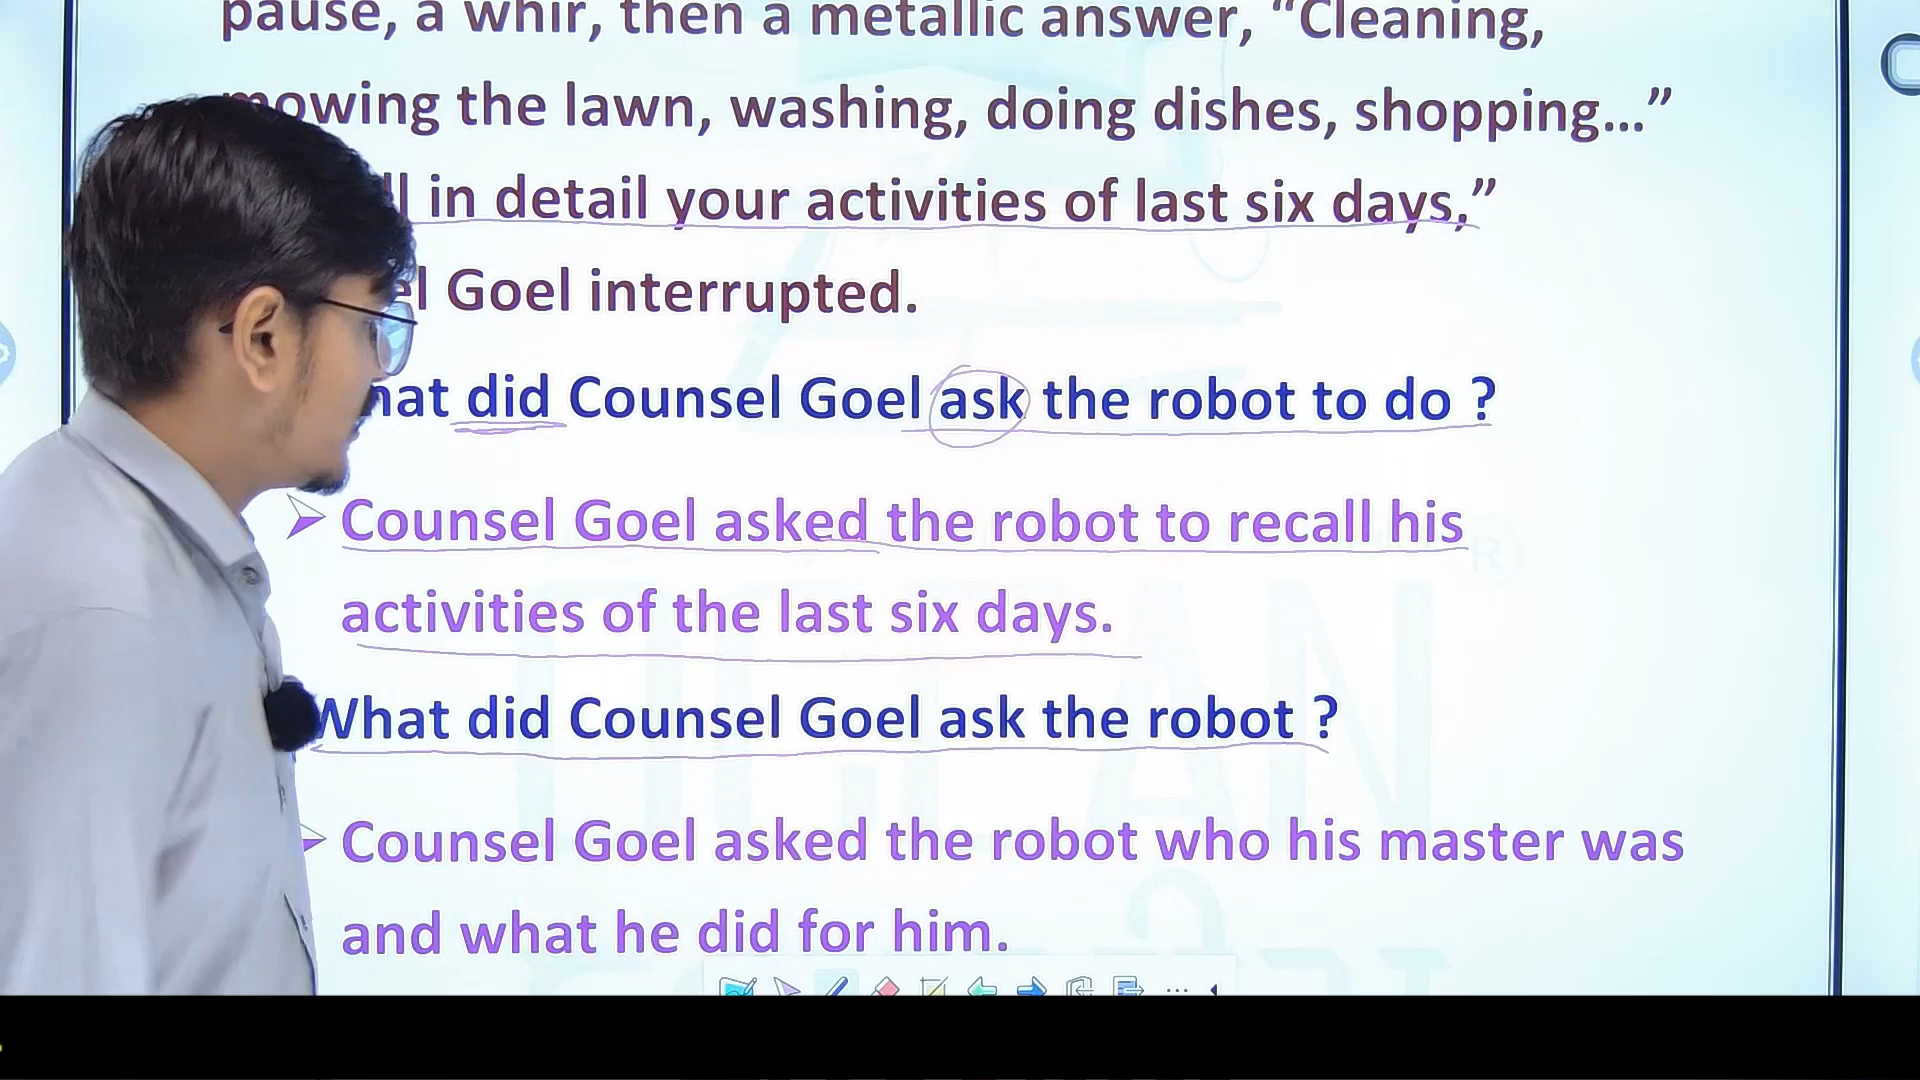 pause, a whir, then a metallic answer, “Cleaning,
mowing the lawn, washing, doing dishes, shopping...”
in detail your activities of last six days,”
Goel interrupted.
did Counsel Goel ask the robot to do ?
➢ Counsel Goel asked the robot to recall his
activities of the last six days.
What did Counsel Goel ask the robot ?
➢ Counsel Goel asked the robot who his master was
and what he did for him.